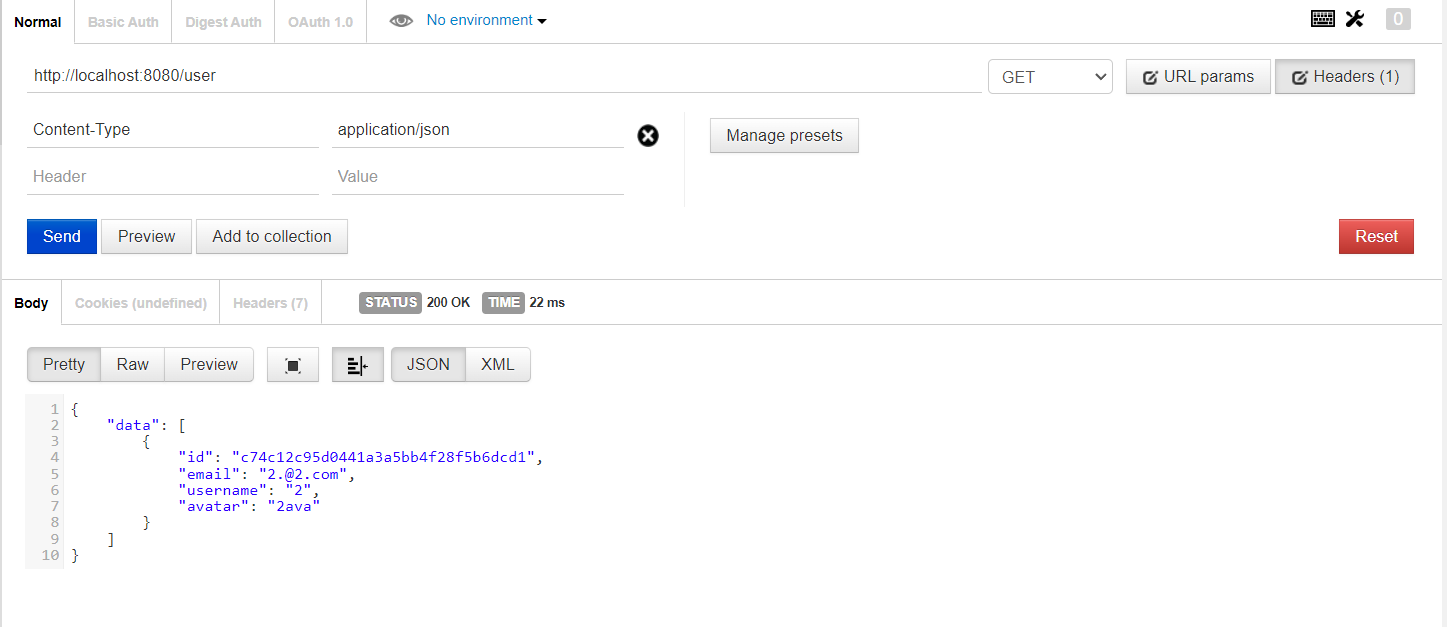 Normal Basic Auth Digest Auth OAuth 1.0 No environment 0
http://localhost:8080/user GET URL params Headers (1)
Content-Type application/json Manage presets
Header Value
Send Preview Add to collection Reset
Body Cookies (undefined) Headers (7) STATUS 200 OK TIME 22 ms
Pretty Raw Preview JSON XML
1 {
2 "data": [
3 {
4 "id": "c74c12c95d0441a3a5bb4f28f5b6dcd1",
5 "email": "2.@2.com",
6 "username": "2",
7 "avatar": "2ava"
8 }
9 ]
10 }